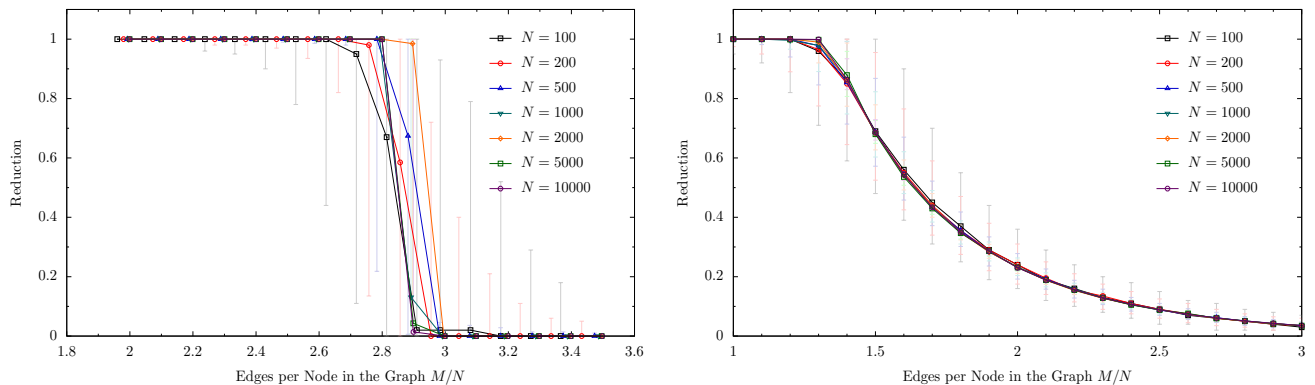 Reduction
1
0.8
0.6
0.4
0.2
0
1.8
2
2.2
2.4
2.6
2.8
3
3.2
3.4
3.6
Edges per Node in the Graph M/N
N = 100
N = 200
N = 500
N = 1000
N = 2000
N = 5000
N = 10000
Reduction
1
0.8
0.6
0.4
0.2
0
1
1.5
2
2.5
3
Edges per Node in the Graph M/N
N = 100
N = 200
N = 500
N = 1000
N = 2000
N = 5000
N = 10000